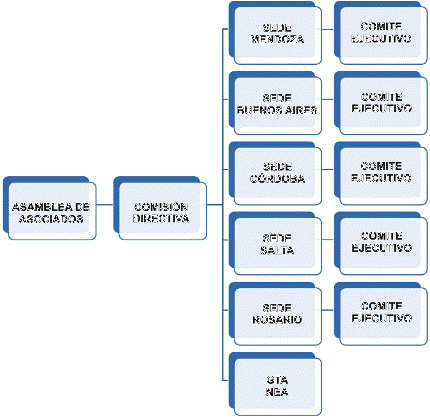 SEDE
MENDOZA
COMITE
EJECUTIVO
SEDE
BUENOS AIRES
COMITE
EJECUTIVO
SEDE
CÓRDOBA
COMITE
EJECUTIVO
ASAMBLEA DE
ASOCIADOS
COMISIÓN
DIRECTIVA
SEDE
SALTA
COMITE
EJECUTIVO
SEDE
ROSARIO
COMITE
EJECUTIVO
GTA
NEA